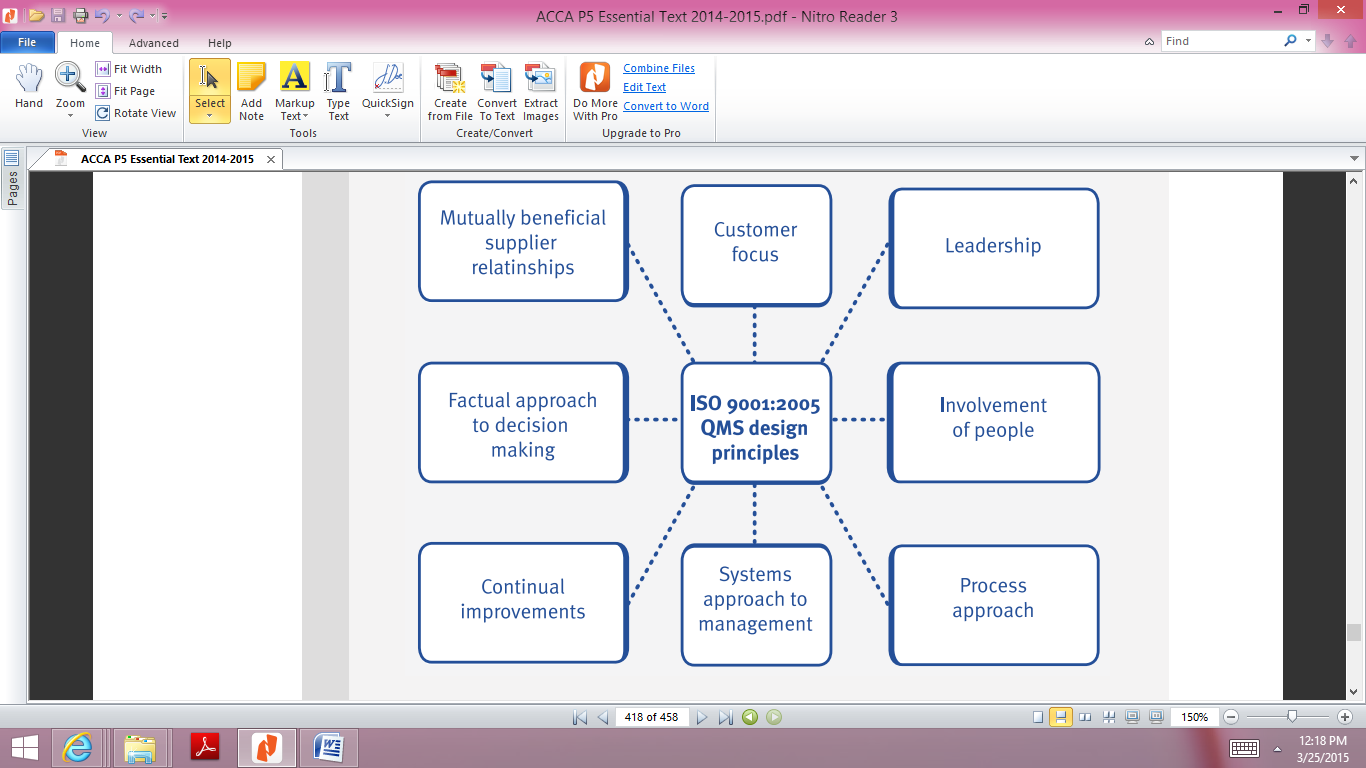 ACCA P5 Essential Text 2014-2015.pdf - Nitro Reader 3
File Home Advanced Help
Find
Hand
Zoom
Fit Width
Fit Page
Rotate View
View
Select
Add
Note
Markup
Text
Type
Text
QuickSign
Tools
Create
from File
Convert
To Text
Extract
Images
Create/Convert
Do More
With Pro
Combine Files
Edit Text
Convert to Word
Upgrade to Pro
ACCA P5 Essential Text 2014-2015
Pages
Mutually beneficial
supplier
relatinships
Customer
focus
Leadership
Factual approach
to decision
making
ISO 9001:2005
QMS design
principles
Involvement
of people
Continual
improvements
Systems
approach to
management
Process
approach
418 of 458
150%
12:18 PM
3/25/2015